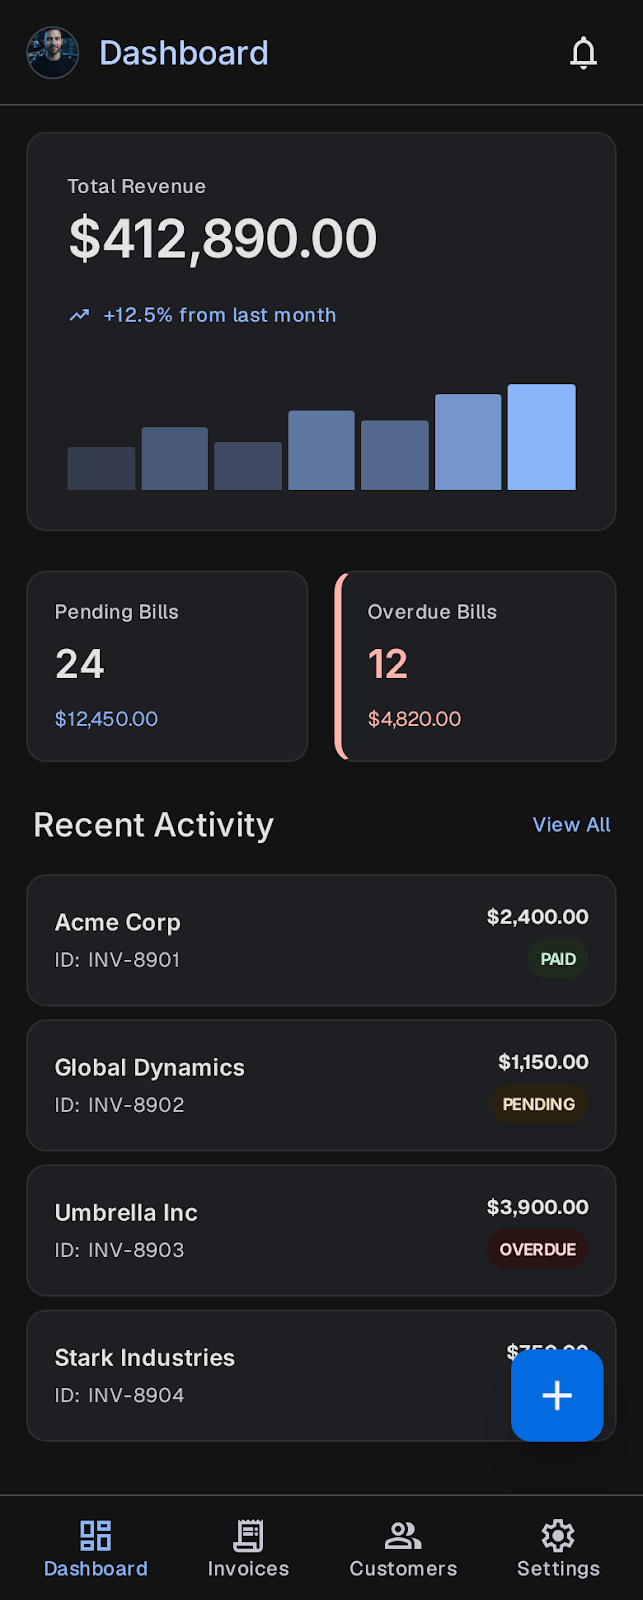 Dashboard
Total Revenue
$412,890.00
+12.5% from last month
Pending Bills
24
$12,450.00
Overdue Bills
12
$4,820.00
Recent Activity
View All
Acme Corp
$2,400.00
ID: INV-8901
PAID
Global Dynamics
$1,150.00
ID: INV-8902
PENDING
Umbrella Inc
$3,900.00
ID: INV-8903
OVERDUE
Stark Industries
ID: INV-8904
Dashboard
Invoices
Customers
Settings